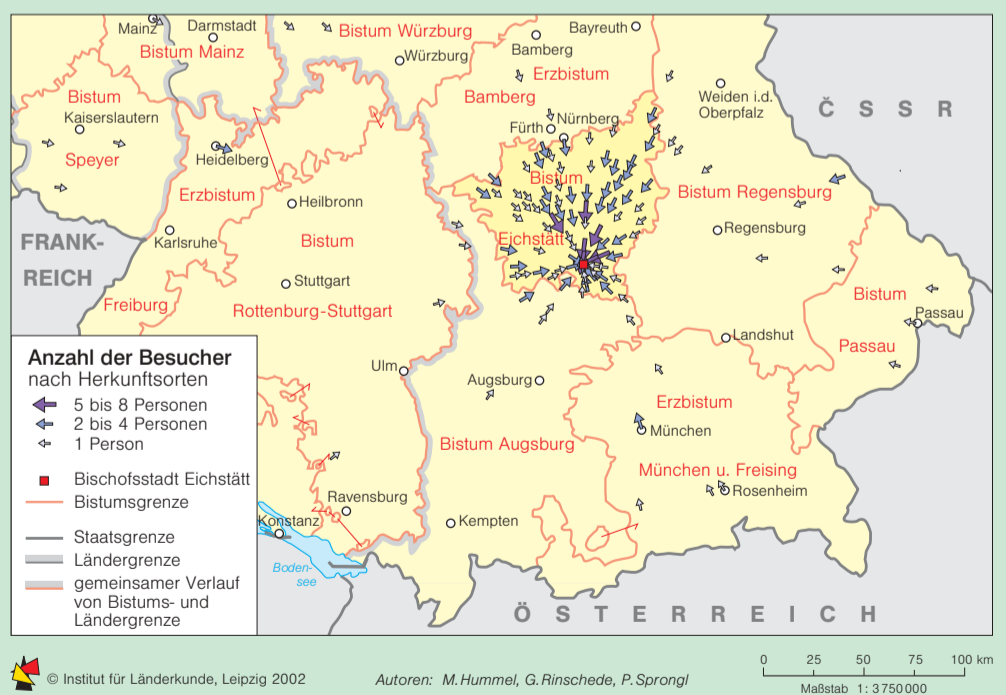 Mainz
Darmstadt
Bistum Mainz
Bistum Würzburg
Würzburg
Bayreuth
Bamberg
Erzbistum
Bamberg
Weiden i.d.
Oberpfalz
Č S S R
Bistum
Kaiserslautern
Speyer
Heidelberg
Erzbistum
Fürth
Nürnberg
Bistum
Eichstätt
Bistum Regensburg
Regensburg
Heilbronn
Karlsruhe
FRANK-
REICH
Bistum
Stuttgart
Rottenburg-Stuttgart
Freiburg
Bistum
Passau
Passau
Landshut
Ulm
Augsburg
Erzbistum
München
Bistum Augsburg
München u. Freising
Rosenheim
Ravensburg
Konstanz
Kempten
Boden-
see
Ö S T E R R E I C H
Anzahl der Besucher
nach Herkunftsorten
5 bis 8 Personen
2 bis 4 Personen
1 Person
Bischofsstadt Eichstätt
Bistumsgrenze
Staatsgrenze
Ländergrenze
gemeinsamer Verlauf
von Bistums- und
Ländergrenze
© Institut für Länderkunde, Leipzig 2002
Autoren: M.Hummel, G.Rinschede, P.Sprongl
0 25 50 75 100 km
Maßstab 1: 3750000